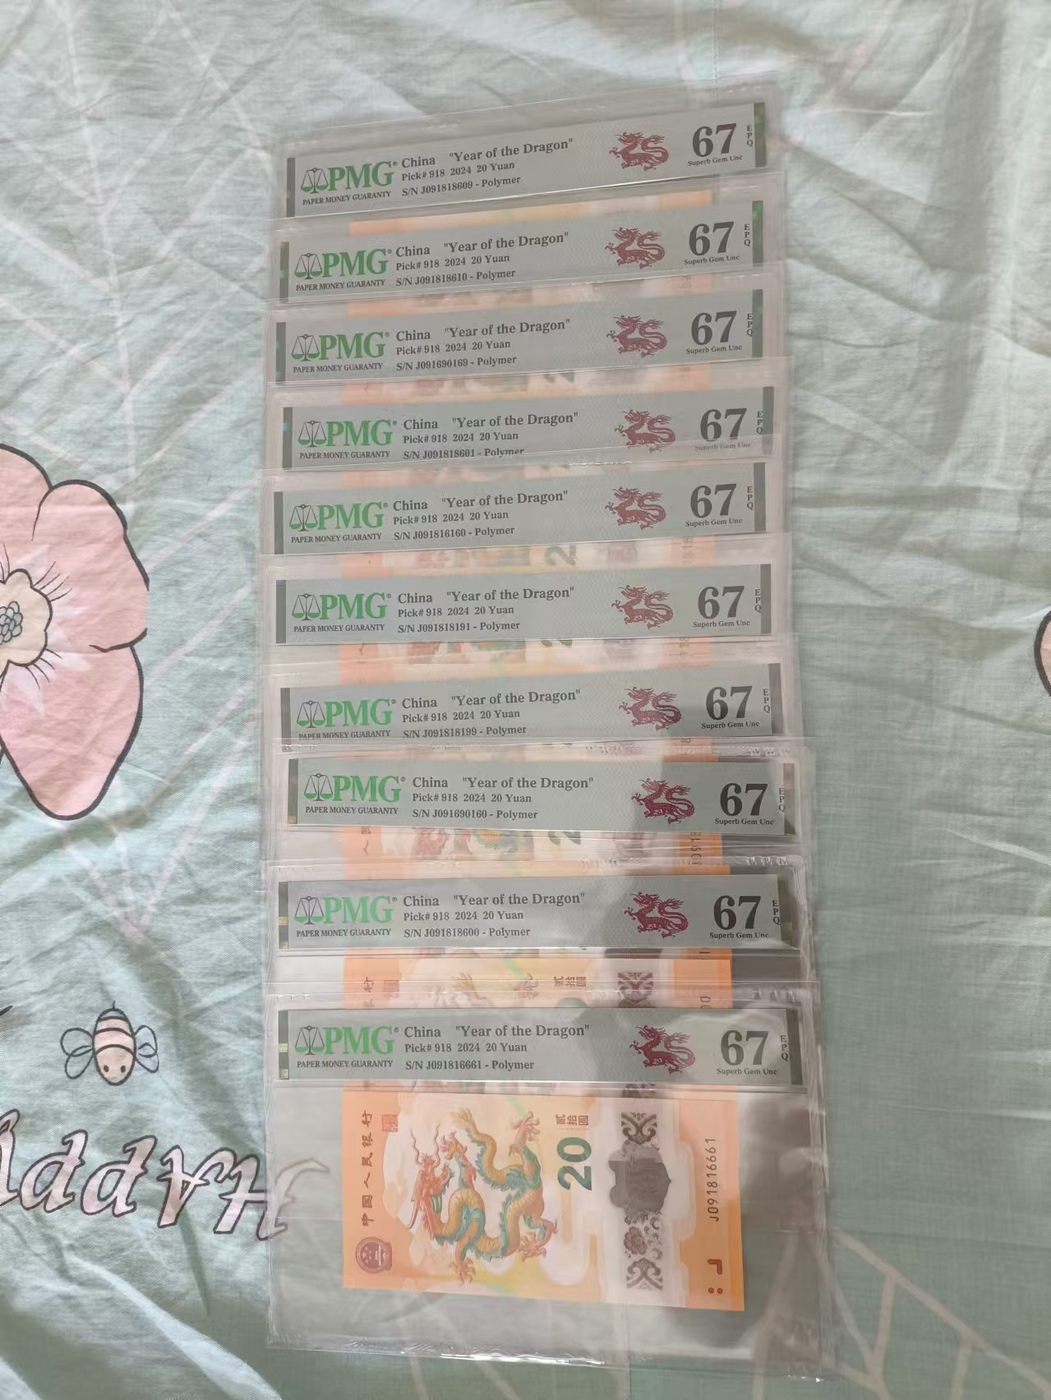 PMG
PAPER MONEY GUARANTY
China "Year of the Dragon"
Pick# 918 2024 20 Yuan
S/N J091818609 - Polymer
67
EPQ
Superb Gem Unc
PMG
PAPER MONEY GUARANTY
China "Year of the Dragon"
Pick# 918 2024 20 Yuan
S/N J091818610 - Polymer
67
EPQ
Superb Gem Unc
PMG
PAPER MONEY GUARANTY
China "Year of the Dragon"
Pick# 918 2024 20 Yuan
S/N J091690169 - Polymer
67
EPQ
Superb Gem Unc
PMG
PAPER MONEY GUARANTY
China "Year of the Dragon"
Pick# 918 2024 20 Yuan
S/N J091818601 - Polymer
67
EPQ
Superb Gem Unc
PMG
PAPER MONEY GUARANTY
China "Year of the Dragon"
Pick# 918 2024 20 Yuan
S/N J091816160 - Polymer
67
EPQ
Superb Gem Unc
PMG
PAPER MONEY GUARANTY
China "Year of the Dragon"
Pick# 918 2024 20 Yuan
S/N J091818191 - Polymer
67
EPQ
Superb Gem Unc
PMG
PAPER MONEY GUARANTY
China "Year of the Dragon"
Pick# 918 2024 20 Yuan
S/N J091818199 - Polymer
67
EPQ
Superb Gem Unc
PMG
PAPER MONEY GUARANTY
China "Year of the Dragon"
Pick# 918 2024 20 Yuan
S/N J091690160 - Polymer
67
EPQ
Superb Gem Unc
PMG
PAPER MONEY GUARANTY
China "Year of the Dragon"
Pick# 918 2024 20 Yuan
S/N J091818600 - Polymer
67
EPQ
Superb Gem Unc
贰拾圆
PMG
PAPER MONEY GUARANTY
China "Year of the Dragon"
Pick# 918 2024 20 Yuan
S/N J091816661 - Polymer
67
EPQ
Superb Gem Unc
中国人民银行
贰拾圆
20
J091816661
HAppy